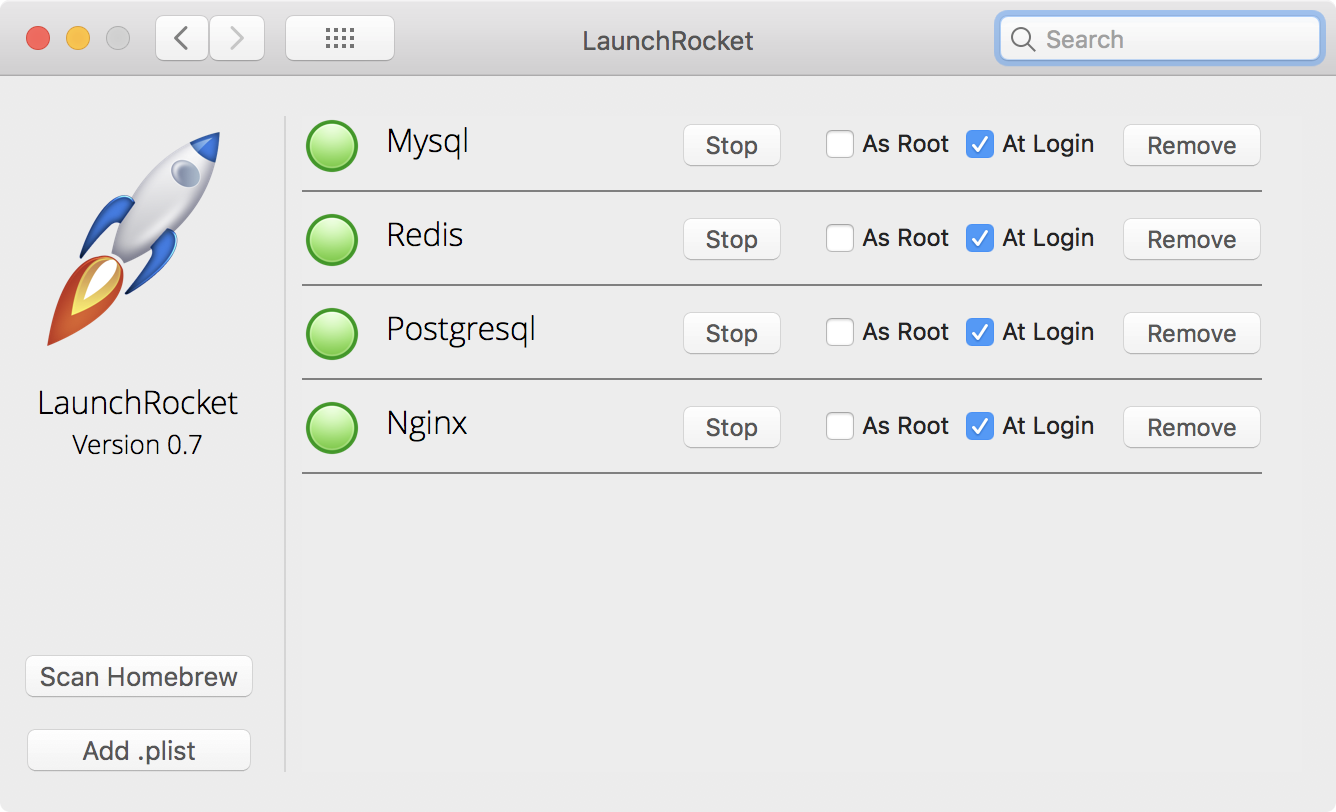 LaunchRocket
Search
Mysql Stop As Root At Login Remove
Redis Stop As Root At Login Remove
Postgresql Stop As Root At Login Remove
Nginx Stop As Root At Login Remove
LaunchRocket
Version 0.7
Scan Homebrew
Add .plist